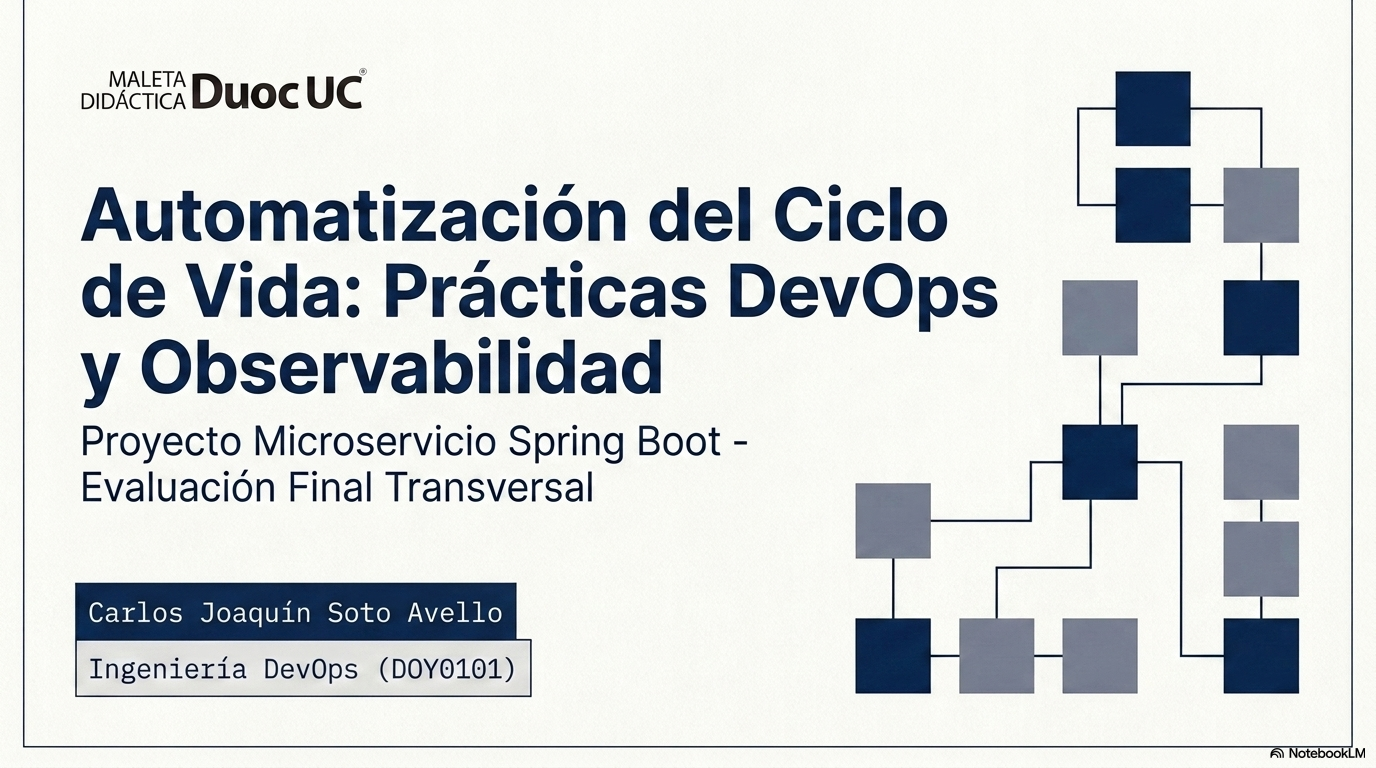 MALETA
DIDÁCTICA Duoc UC®
Automatización del Ciclo
de Vida: Prácticas DevOps
y Observabilidad
Proyecto Microservicio Spring Boot -
Evaluación Final Transversal
Carlos Joaquín Soto Avello
Ingeniería DevOps (DOY0101)
NotebookLM